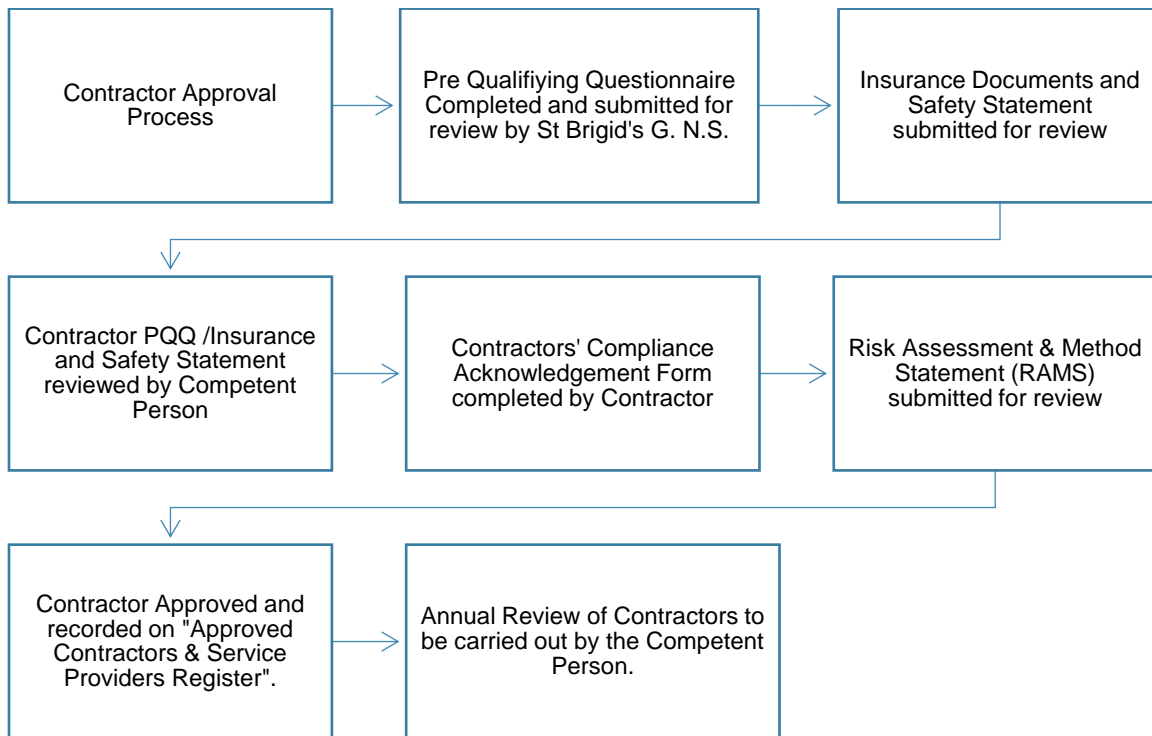 Contractor Approval
Process
Pre Qualifiying Questionnaire
Completed and submitted for
review by St Brigid's G. N.S.
Insurance Documents and
Safety Statement
submitted for review
Contractor PQQ /Insurance
and Safety Statement
reviewed by Competent
Person
Contractors' Compliance
Acknowledgement Form
completed by Contractor
Risk Assessment & Method
Statement (RAMS)
submitted for review
Contractor Approved and
recorded on "Approved
Contractors & Service
Providers Register".
Annual Review of Contractors to
be carried out by the Competent
Person.